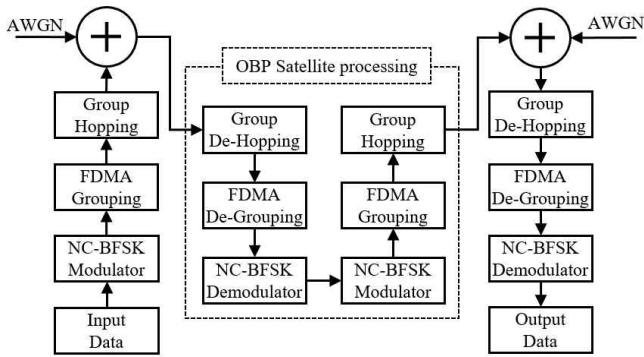 AWGN
Group
Hopping
FDMA
Grouping
NC-BFSK
Modulator
Input
Data
OBP Satellite processing
Group
De-Hopping
FDMA
De-Grouping
NC-BFSK
Demodulator
Group
Hopping
FDMA
Grouping
NC-BFSK
Modulator
AWGN
Group
De-Hopping
FDMA
De-Grouping
NC-BFSK
Demodulator
Output
Data